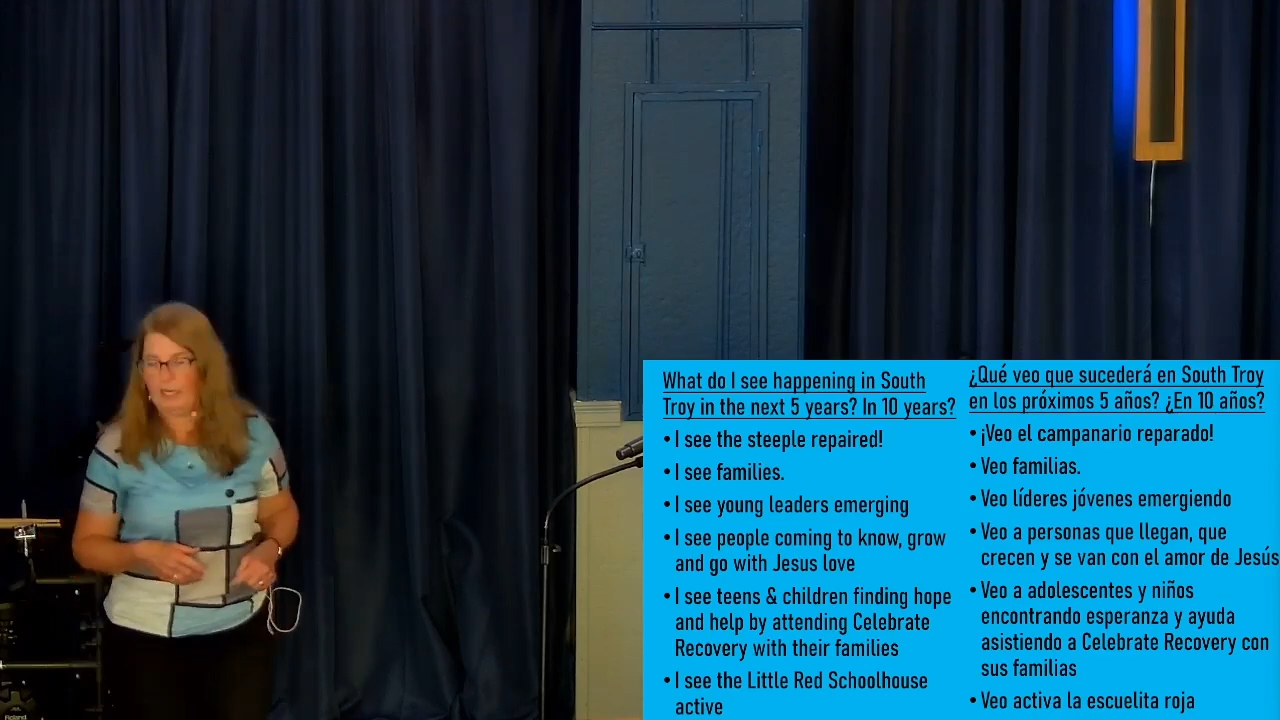 What do I see happening in South
Troy in the next 5 years? In 10 years?
• I see the steeple repaired!
• I see families.
• I see young leaders emerging
• I see people coming to know, grow
and go with Jesus love
• I see teens & children finding hope
and help by attending Celebrate
Recovery with their families
• I see the Little Red Schoolhouse
active
¿Qué veo que sucederá en South Troy
en los próximos 5 años? ¿En 10 años?
• ¡Veo el campanario reparado!
• Veo familias.
• Veo líderes jóvenes emergiendo
• Veo a personas que llegan, que
crecen y se van con el amor de Jesús
• Veo a adolescentes y niños
encontrando esperanza y ayuda
asistiendo a Celebrate Recovery con
sus familias
• Veo activa la escuelita roja
Roland